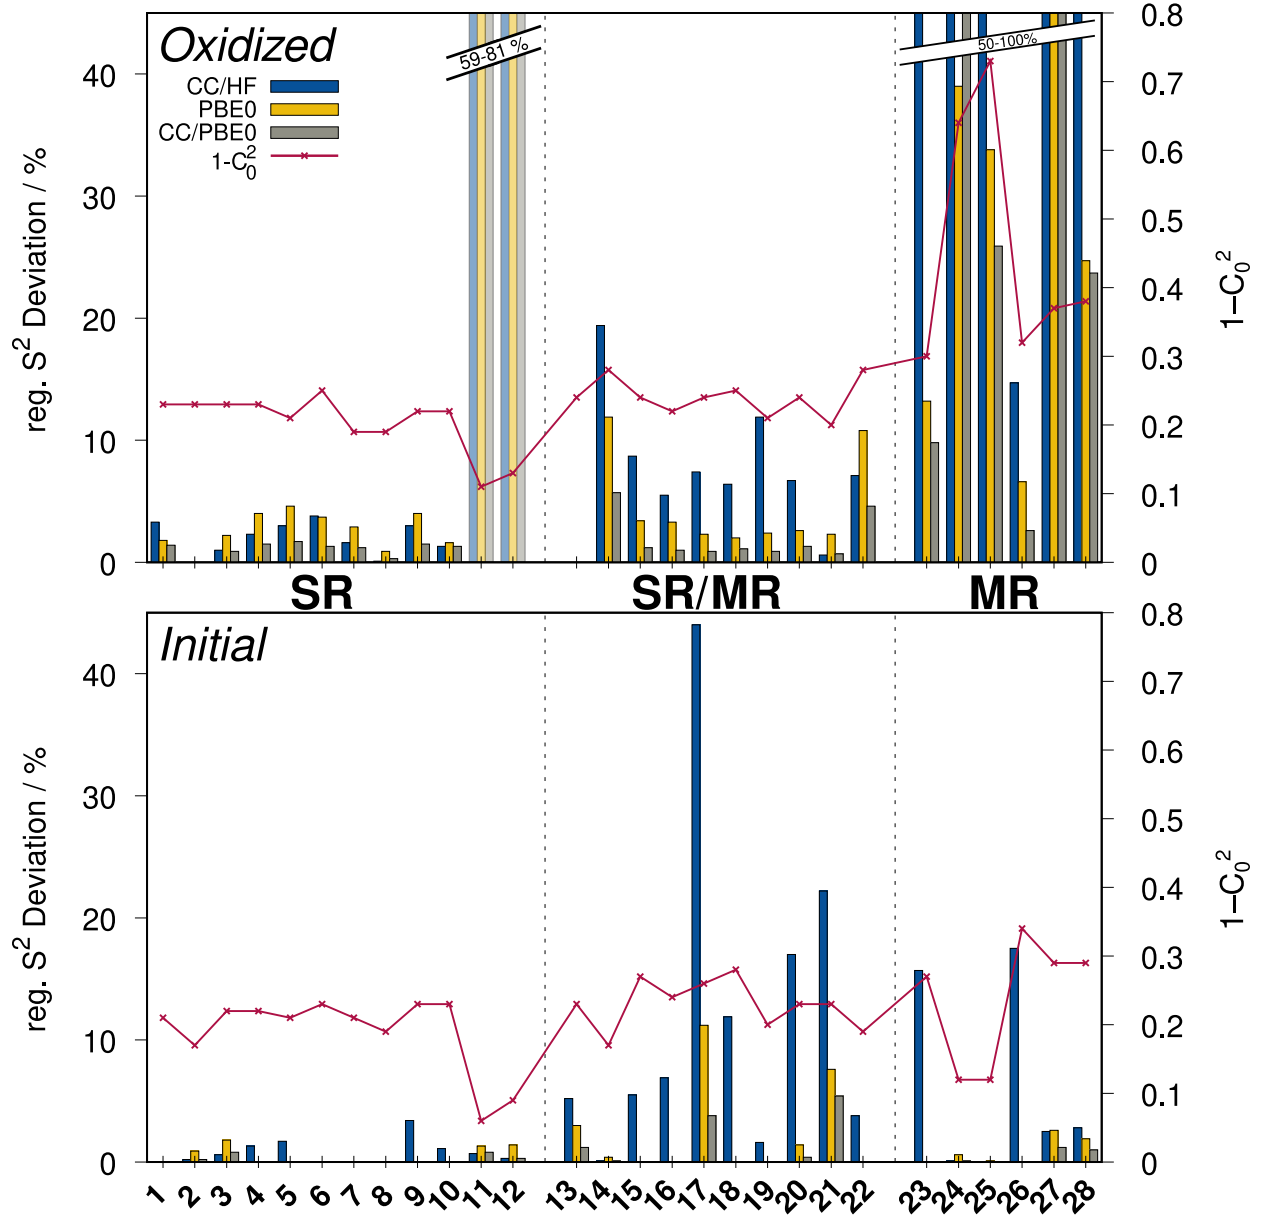 Oxidized
CC/HF
PBE0
CC/PBE0
1-C₀²
59-81 %
50-100%
reg. S² Deviation / %
40
30
20
10
0
0.8
0.7
0.6
0.5
0.4
0.3
0.2
0.1
0
1−C₀²
SR
SR/MR
MR
Initial
reg. S² Deviation / %
40
30
20
10
0
0.8
0.7
0.6
0.5
0.4
0.3
0.2
0.1
0
1−C₀²
1 2 3 4 5 6 7 8 9 10 11 12 13 14 15 16 17 18 19 20 21 22 23 24 25 26 27 28